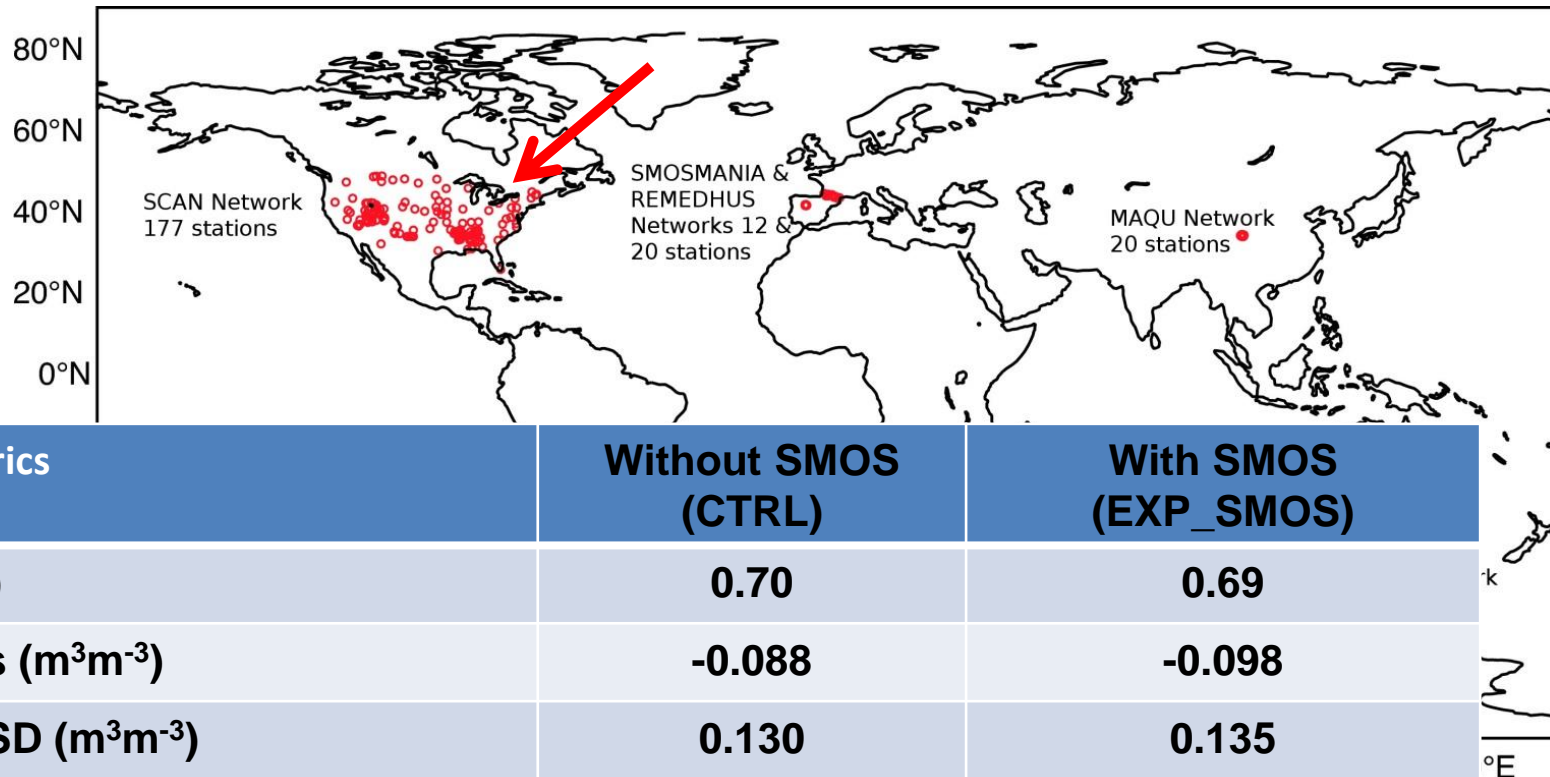 80°N
60°N
40°N
20°N
0°N
SCAN Network
177 stations
SMOSMANIA &
REMEDHUS
Networks 12 &
20 stations
MAQU Network
20 stations
rics Without SMOS (CTRL) With SMOS (EXP_SMOS)
) 0.70 0.69
s (m³m⁻³) -0.088 -0.098
SD (m³m⁻³) 0.130 0.135
rk
°E